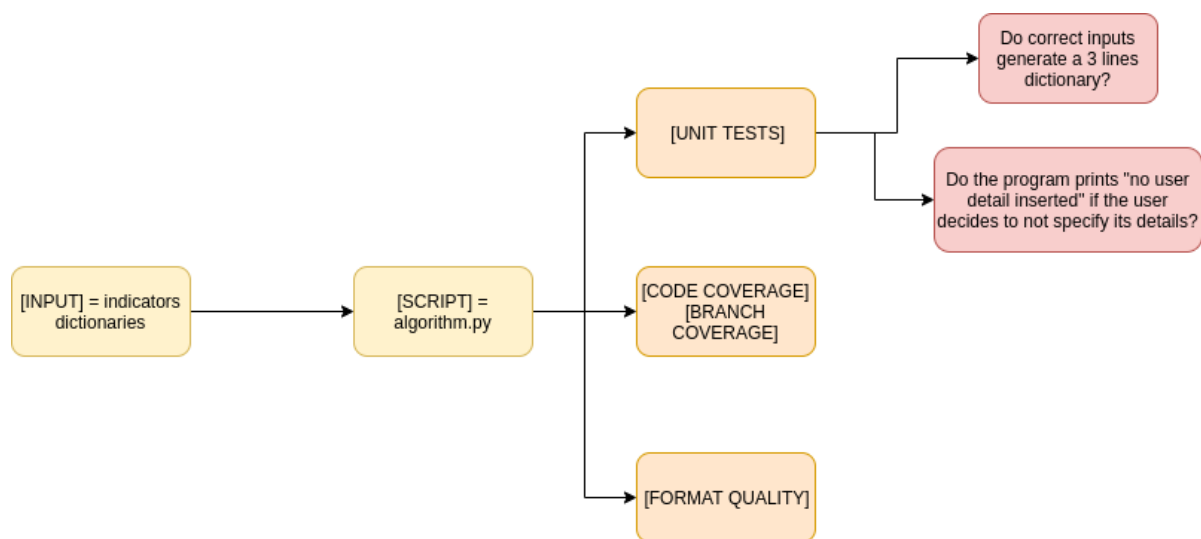 [INPUT] = indicators
dictionaries
[SCRIPT] =
algorithm.py
[UNIT TESTS]
[CODE COVERAGE]
[BRANCH
COVERAGE]
[FORMAT QUALITY]
Do correct inputs
generate a 3 lines
dictionary?
Do the program prints "no user
detail inserted" if the user
decides to not specify its details?